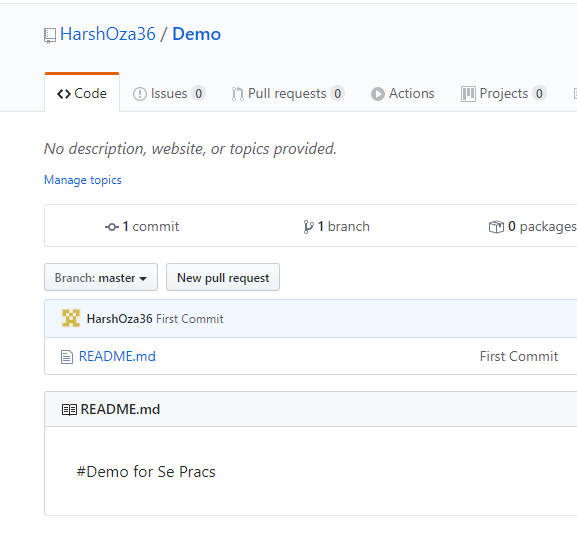 HarshOza36 / Demo
Code Issues 0 Pull requests 0 Actions Projects 0
No description, website, or topics provided.
Manage topics
1 commit 1 branch 0 packages
Branch: master New pull request
HarshOza36 First Commit
README.md First Commit
README.md
#Demo for Se Pracs